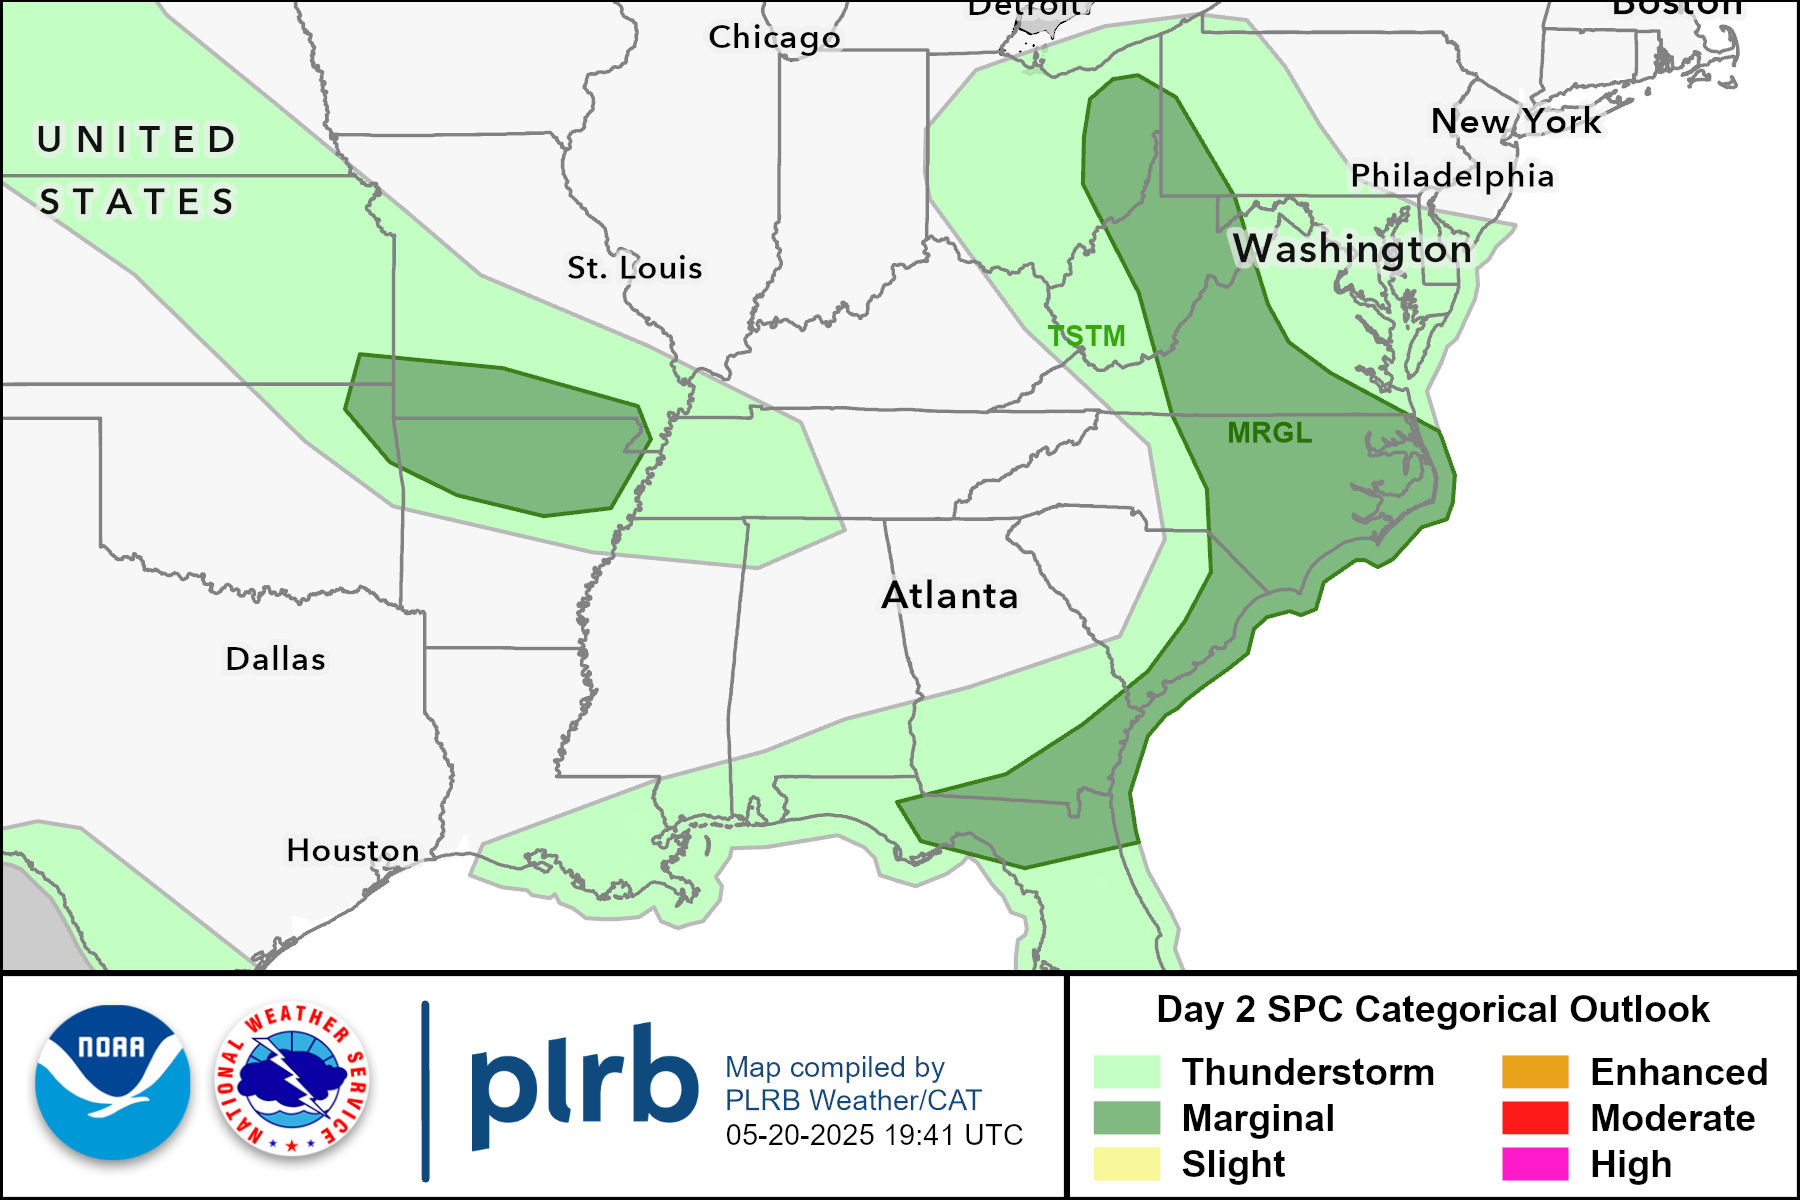 Detroit
Boston
Chicago
UNITED
STATES
New York
Philadelphia
Washington
St. Louis
TSTM
MRGL
Atlanta
Dallas
Houston
NOAA
NATIONAL WEATHER SERVICE
plrb
Map compiled by
PLRB Weather/CAT
05-20-2025 19:41 UTC
Day 2 SPC Categorical Outlook
Thunderstorm
Marginal
Slight
Enhanced
Moderate
High